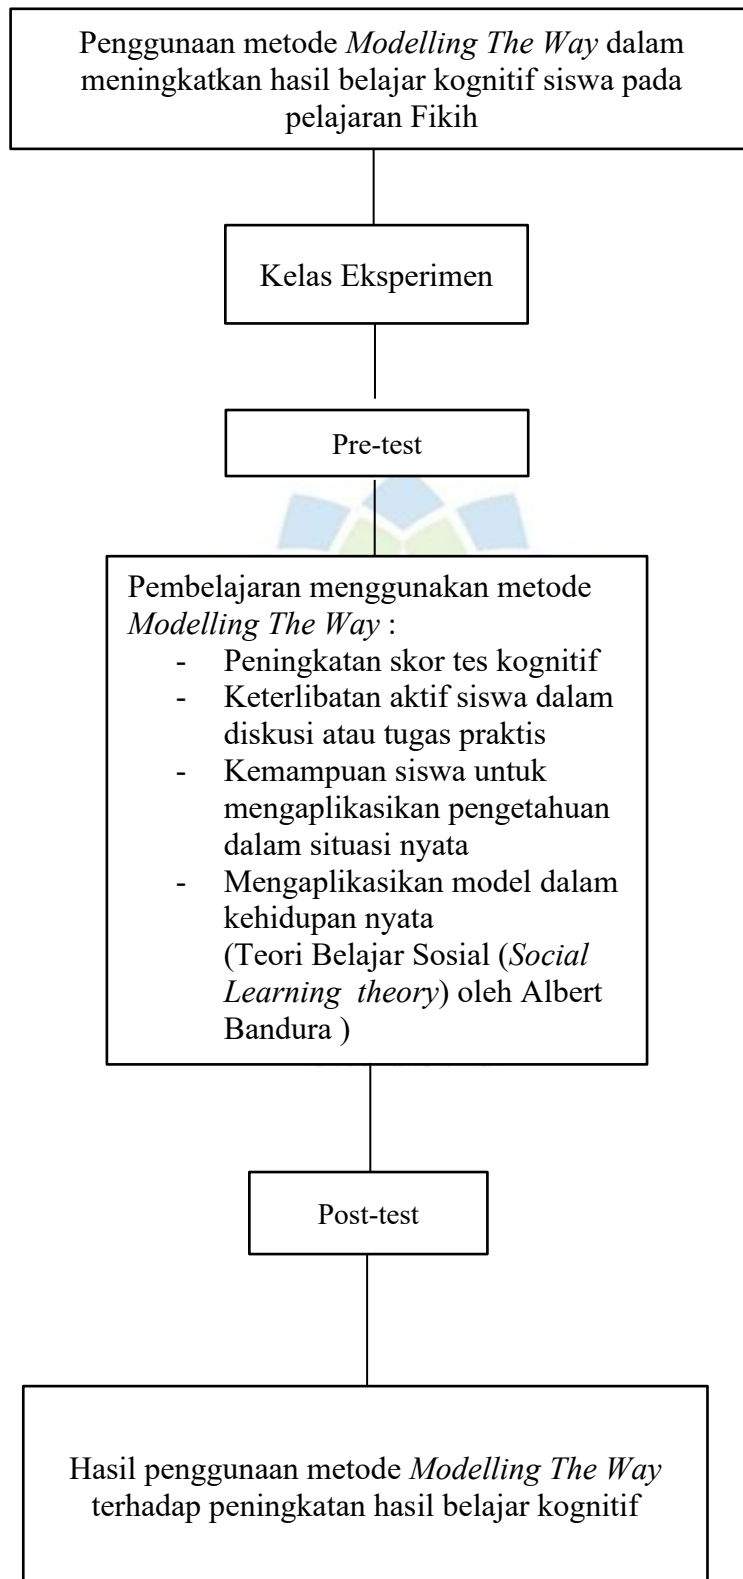 Penggunaan metode Modelling The Way dalam
meningkatkan hasil belajar kognitif siswa pada
pelajaran Fikih
Kelas Eksperimen
Pre-test
Pembelajaran menggunakan metode
Modelling The Way :
- Peningkatan skor tes kognitif
- Keterlibatan aktif siswa dalam
diskusi atau tugas praktis
- Kemampuan siswa untuk
mengaplikasikan pengetahuan
dalam situasi nyata
- Mengaplikasikan model dalam
kehidupan nyata
(Teori Belajar Sosial (Social
Learning theory) oleh Albert
Bandura )
Post-test
Hasil penggunaan metode Modelling The Way
terhadap peningkatan hasil belajar kognitif